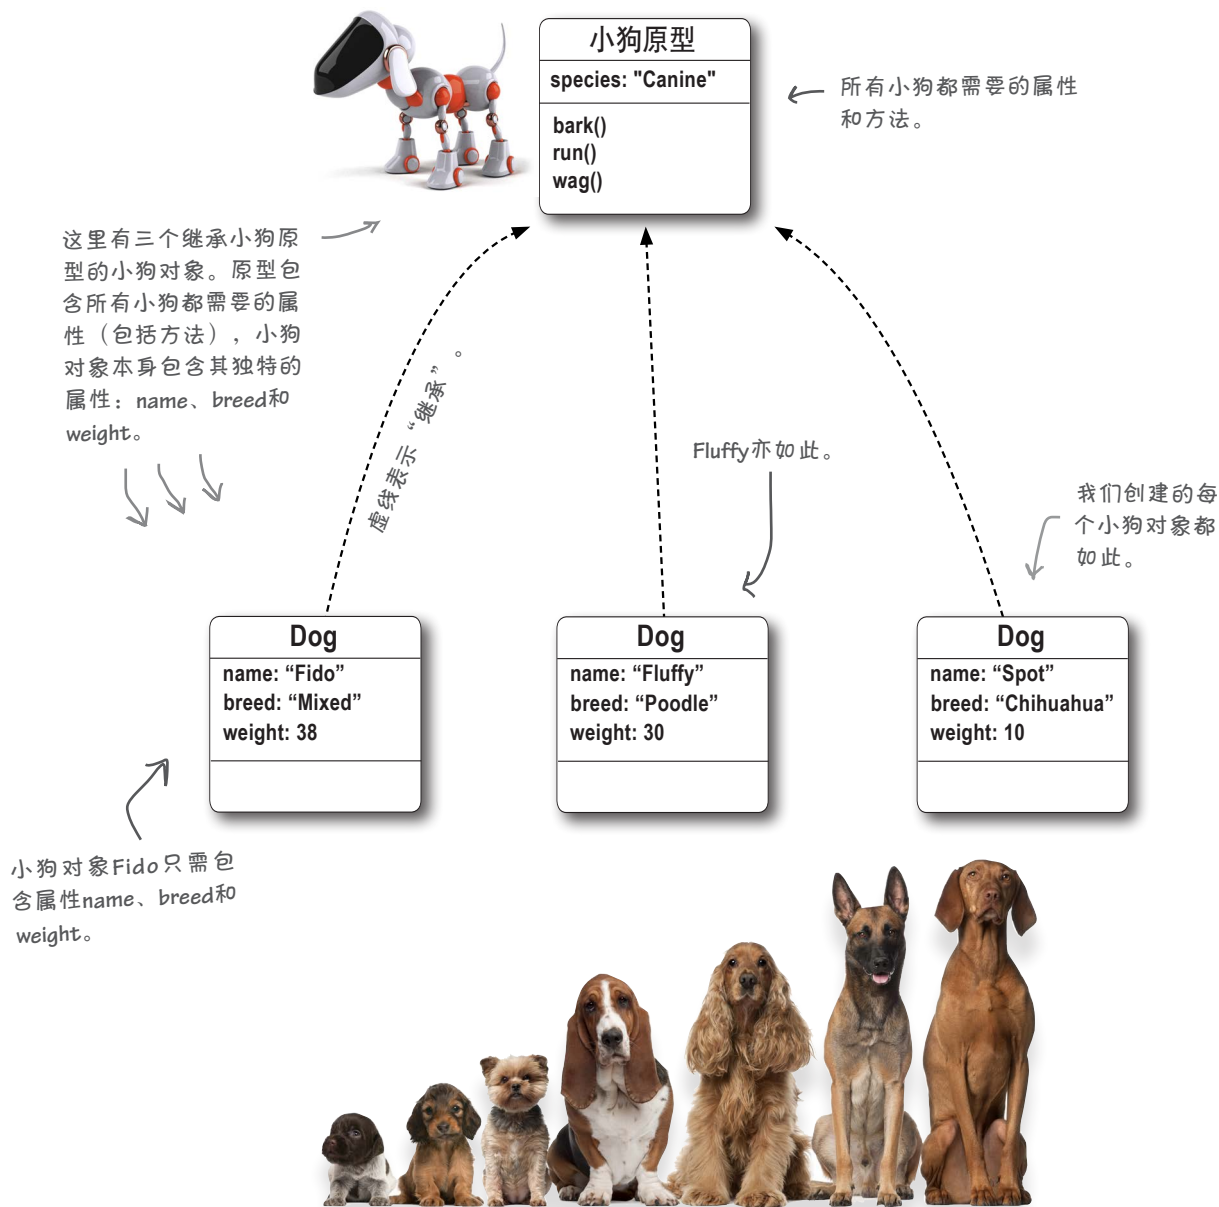 小狗原型
species: "Canine"
bark()
run()
wag()
所有小狗都需要的属性
和方法。
这里有三个继承小狗原
型的小狗对象。原型包
含所有小狗都需要的属
性（包括方法），小狗
对象本身包含其独特的
属性：name、breed和
weight。
虚线表示“继承”。
Fluffy亦如此。
我们创建的每
个小狗对象都
如此。
Dog
name: “Fido”
breed: “Mixed”
weight: 38
Dog
name: “Fluffy”
breed: “Poodle”
weight: 30
Dog
name: “Spot”
breed: “Chihuahua”
weight: 10
小狗对象Fido只需包
含属性name、breed和
weight。